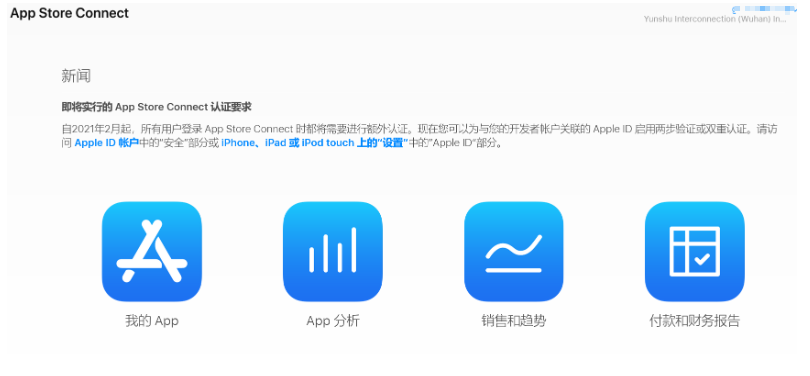 App Store Connect
Yunshu Interconnection (Wuhan) In...
新闻
即将实行的 App Store Connect 认证要求
自2021年2月起，所有用户登录 App Store Connect 时都将需要进行额外认证。现在您可以为与您的开发者帐户关联的 Apple ID 启用两步验证或双重认证。请访
问 Apple ID 帐户中的“安全”部分或 iPhone、iPad 或 iPod touch 上的“设置”中的“Apple ID”部分。
我的 App
App 分析
销售和趋势
付款和财务报告